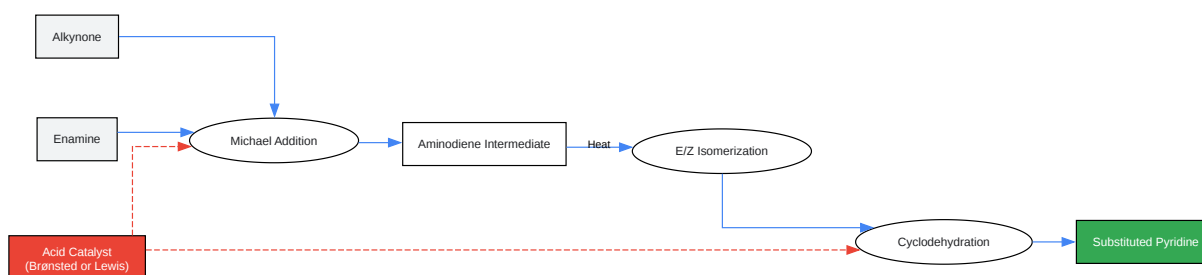 Alkynone
Enamine
Michael Addition
Aminodiene Intermediate
Heat
E/Z Isomerization
Acid Catalyst
(Brønsted or Lewis)
Cyclodehydration
Substituted Pyridine